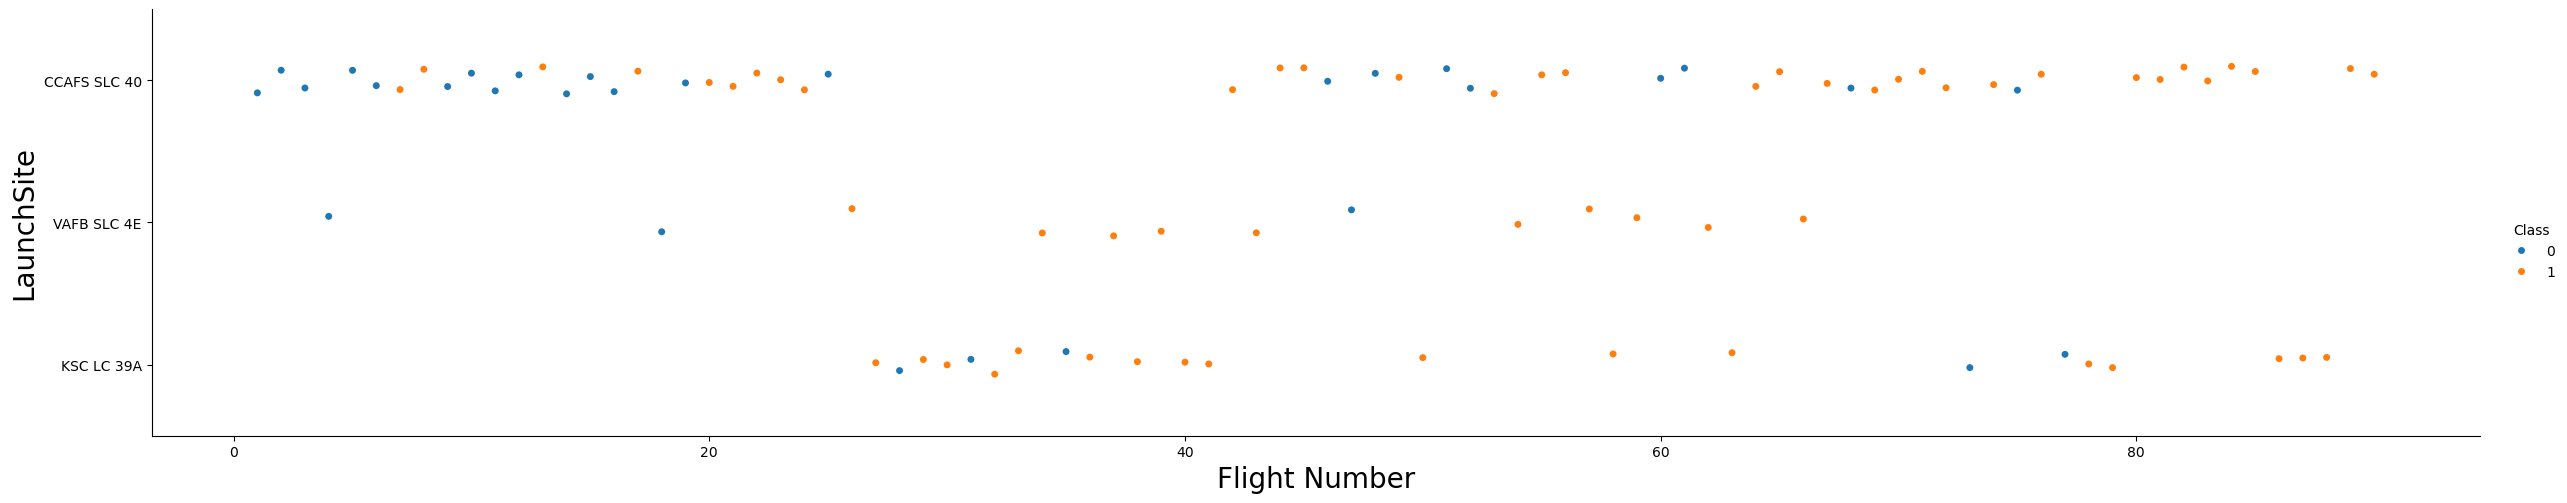 LaunchSite
CCAFS SLC 40
VAFB SLC 4E
KSC LC 39A
0 20 40 60 80
Flight Number
Class
0
1